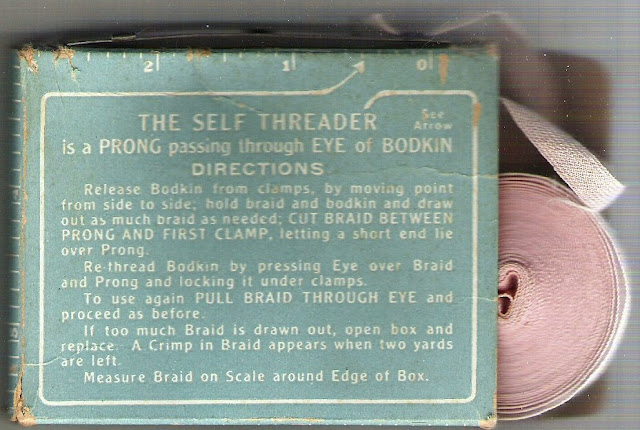 2 1 0
THE SELF THREADER
See
Arrow
is a PRONG passing through EYE of BODKIN
DIRECTIONS
Release Bodkin from clamps, by moving point
from side to side; hold braid and bodkin and draw
out as much braid as needed; CUT BRAID BETWEEN
PRONG AND FIRST CLAMP, letting a short end lie
over Prong.
Re-thread Bodkin by pressing Eye over Braid
and Prong and locking it under clamps.
To use again PULL BRAID THROUGH EYE and
proceed as before.
If too much Braid is drawn out, open box and
replace. A Crimp in Braid appears when two yards
are left.
Measure Braid on Scale around Edge of Box.